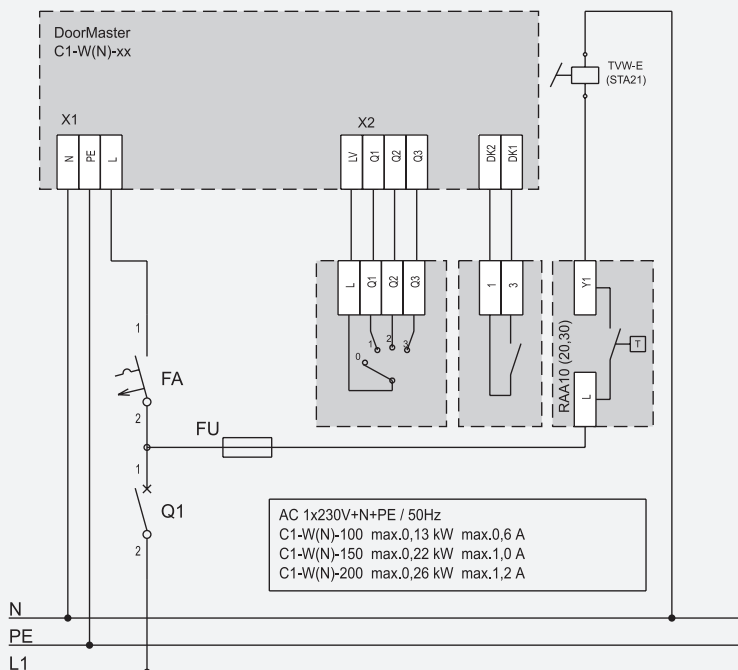 DoorMaster
C1-W(N)-xx
X1
X2
N
PE
L
LV
Q1
Q2
Q3
DK2
DK1
TVW-E
(STA21)
L
Q1
Q2
Q3
1
3
Y1
0
1
2
3
RAA10 (20,30)
T
L
1
FA
2
FU
1
Q1
2
AC 1x230V+N+PE / 50Hz
C1-W(N)-100 max.0,13 kW max.0,6 A
C1-W(N)-150 max.0,22 kW max.1,0 A
C1-W(N)-200 max.0,26 kW max.1,2 A
N
PE
L1